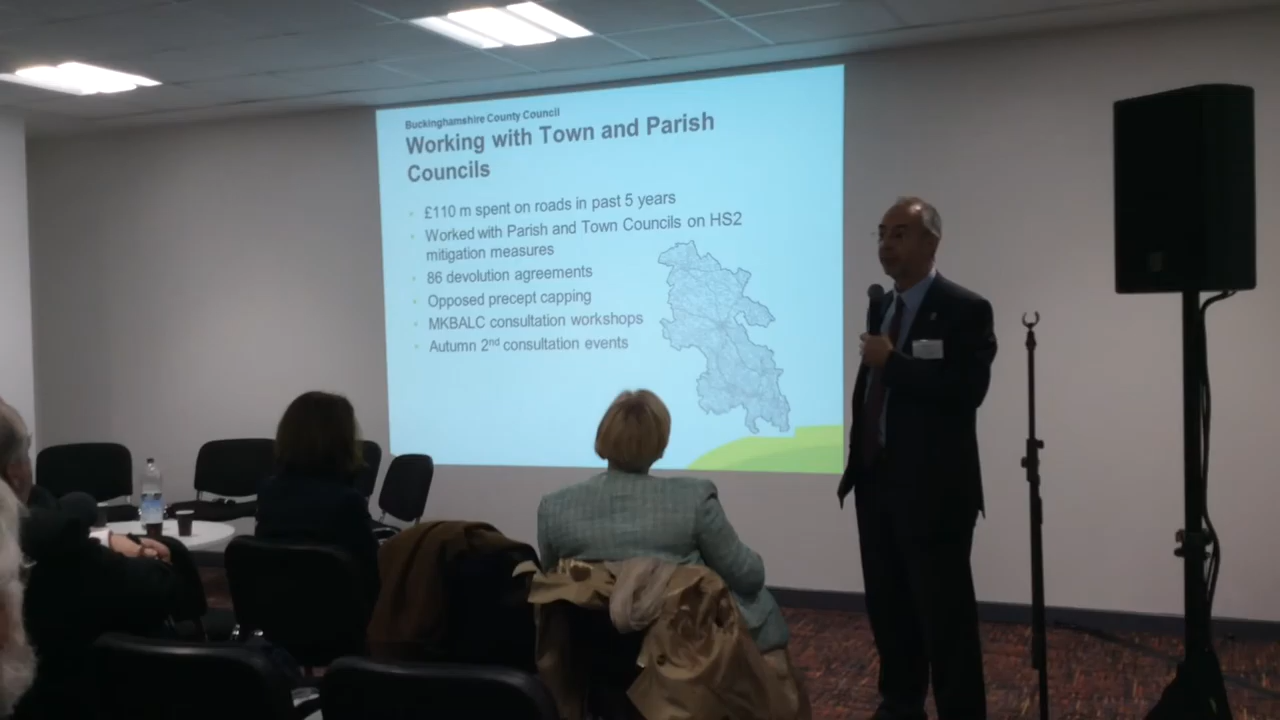 Buckinghamshire County Council
Working with Town and Parish
Councils
£110 m spent on roads in past 5 years
Worked with Parish and Town Councils on HS2
mitigation measures
86 devolution agreements
Opposed precept capping
MKBALC consultation workshops
Autumn 2nd consultation events